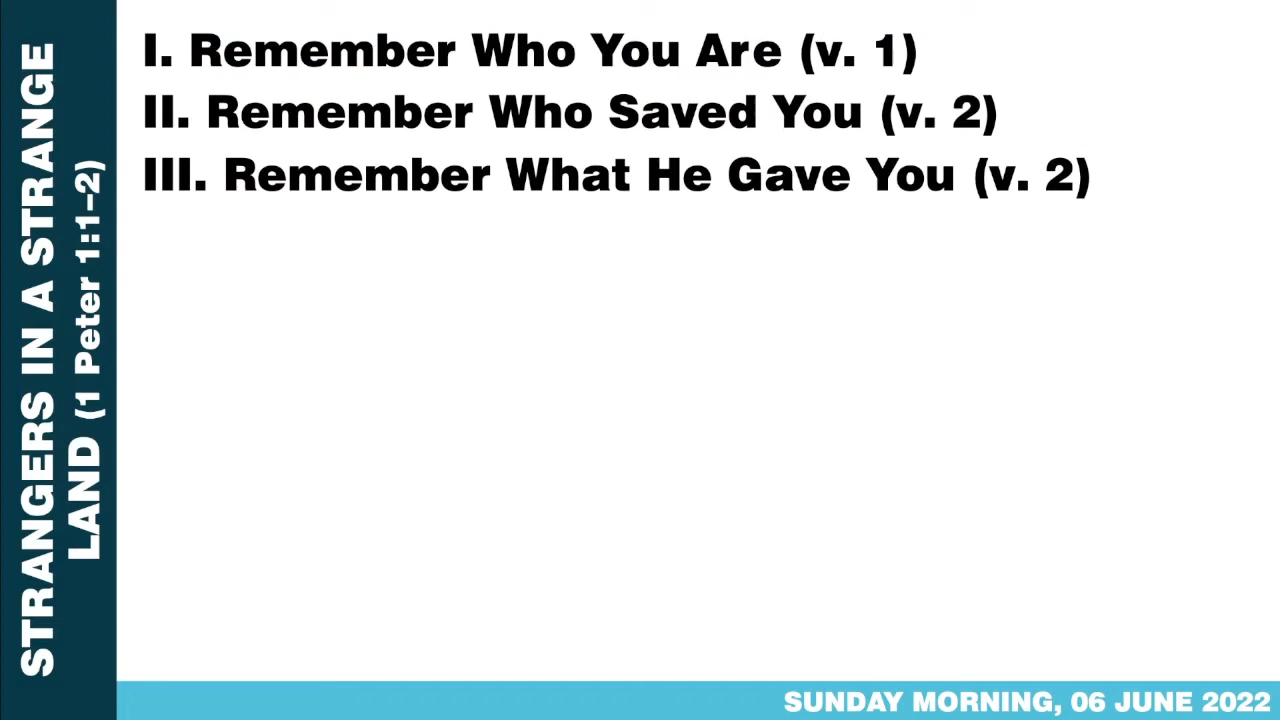 STRANGERS IN A STRANGE
LAND (1 Peter 1:1–2)
I. Remember Who You Are (v. 1)
II. Remember Who Saved You (v. 2)
III. Remember What He Gave You (v. 2)
SUNDAY MORNING, 06 JUNE 2022